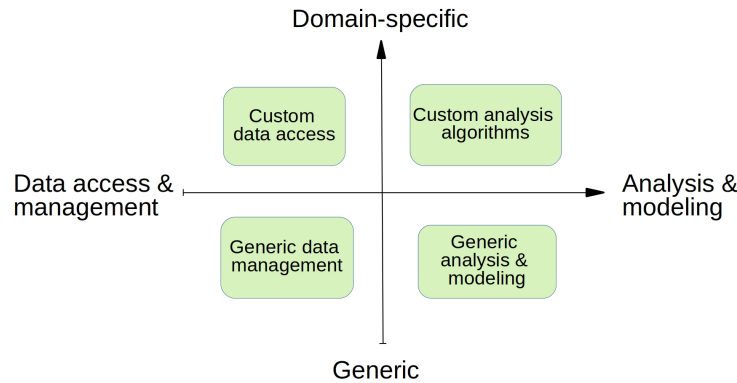 Domain-specific
Custom
data access
Custom analysis
algorithms
Data access &
management
Analysis &
modeling
Generic data
management
Generic
analysis &
modeling
Generic